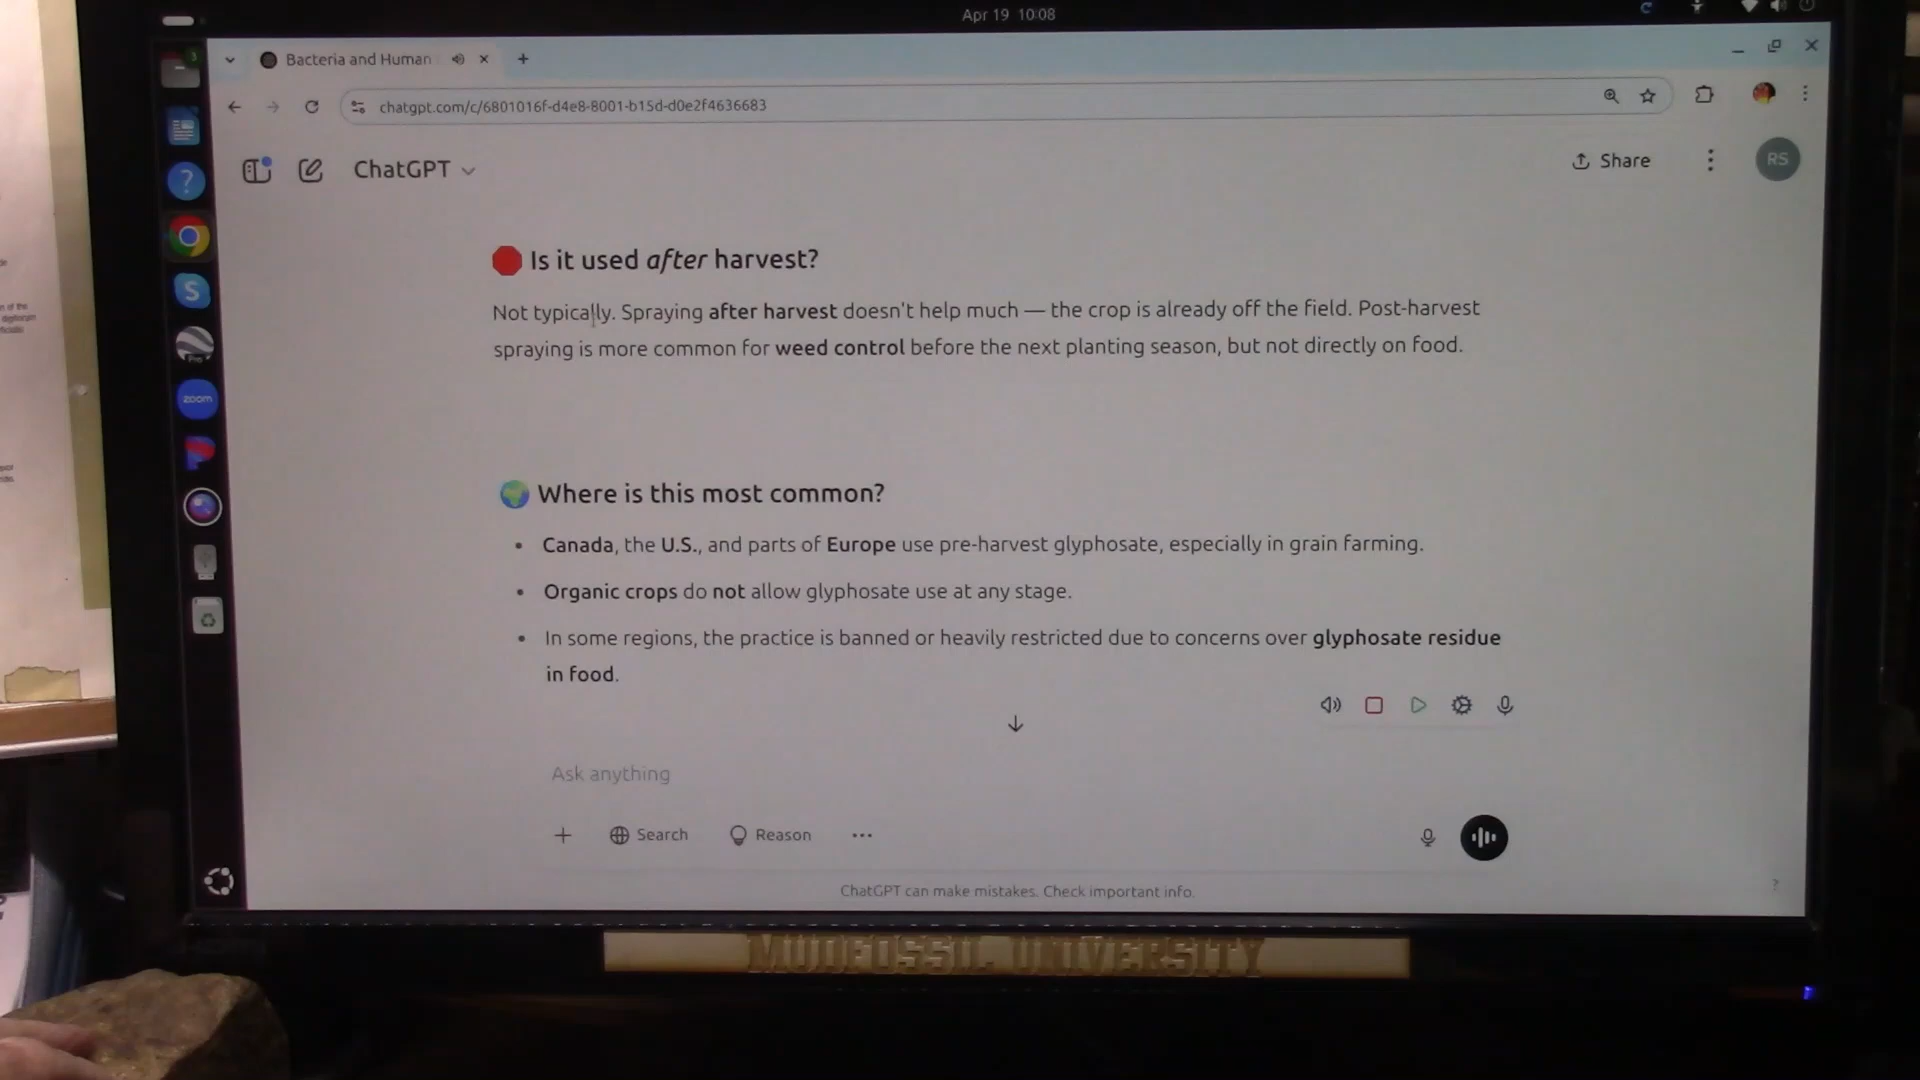 Apr 19 10:08
Bacteria and Human
chatgpt.com/c/6801016f-d4e8-8001-b15d-d0e2f4636683
ChatGPT
Share
RS
Is it used after harvest?
Not typically. Spraying after harvest doesn't help much — the crop is already off the field. Post-harvest
spraying is more common for weed control before the next planting season, but not directly on food.
Where is this most common?
• Canada, the U.S., and parts of Europe use pre-harvest glyphosate, especially in grain farming.
• Organic crops do not allow glyphosate use at any stage.
• In some regions, the practice is banned or heavily restricted due to concerns over glyphosate residue
in food.
Ask anything
Search
Reason
ChatGPT can make mistakes. Check important info.
?
3
?
S
Pro
zoom
MUDFOSSIL UNIVERSITY